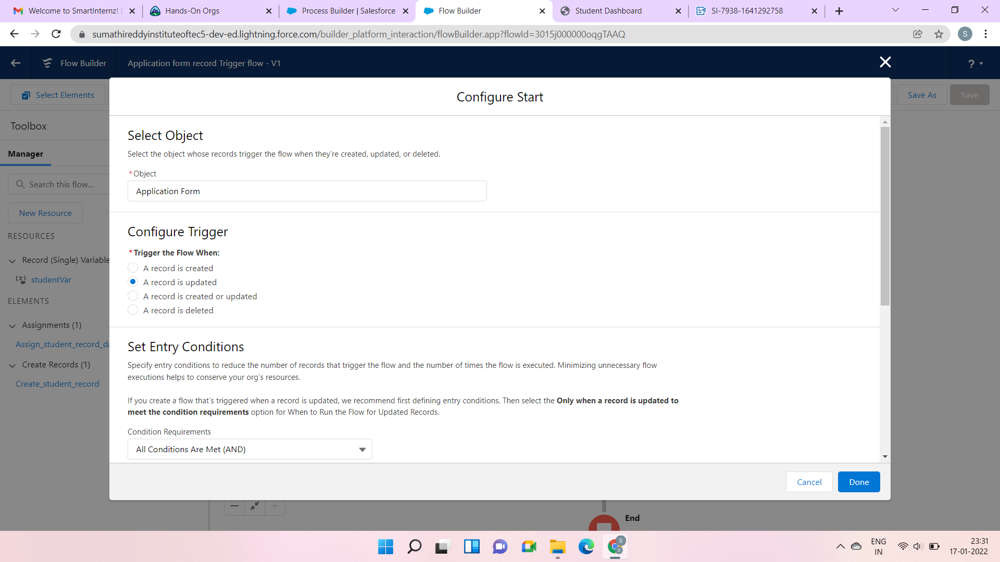 Welcome to SmartInternz!
Hands-On Orgs
Process Builder | Salesforce
Flow Builder
Student Dashboard
SI-7938-1641292758
sumathireddyinstituteoftec5-dev-ed.lightning.force.com/builder_platform_interaction/flowBuilder.app?flowId=3015j000000oqgTAAQ
S
Flow Builder
Application form record Trigger flow - V1
?
Select Elements
Save As
Save
Configure Start
Toolbox
Manager
Search this flow...
New Resource
RESOURCES
Record (Single) Variable
studentVar
ELEMENTS
Assignments (1)
Assign_student_record_da
Create Records (1)
Create_student_record
Select Object
Select the object whose records trigger the flow when they're created, updated, or deleted.
*Object
Application Form
Configure Trigger
*Trigger the Flow When:
A record is created
A record is updated
A record is created or updated
A record is deleted
Set Entry Conditions
Specify entry conditions to reduce the number of records that trigger the flow and the number of times the flow is executed. Minimizing unnecessary flow
executions helps to conserve your org's resources.
If you create a flow that's triggered when a record is updated, we recommend first defining entry conditions. Then select the Only when a record is updated to
meet the condition requirements option for When to Run the Flow for Updated Records.
Condition Requirements
All Conditions Are Met (AND)
Cancel
Done
End
S
S
ENG
IN
23:31
17-01-2022